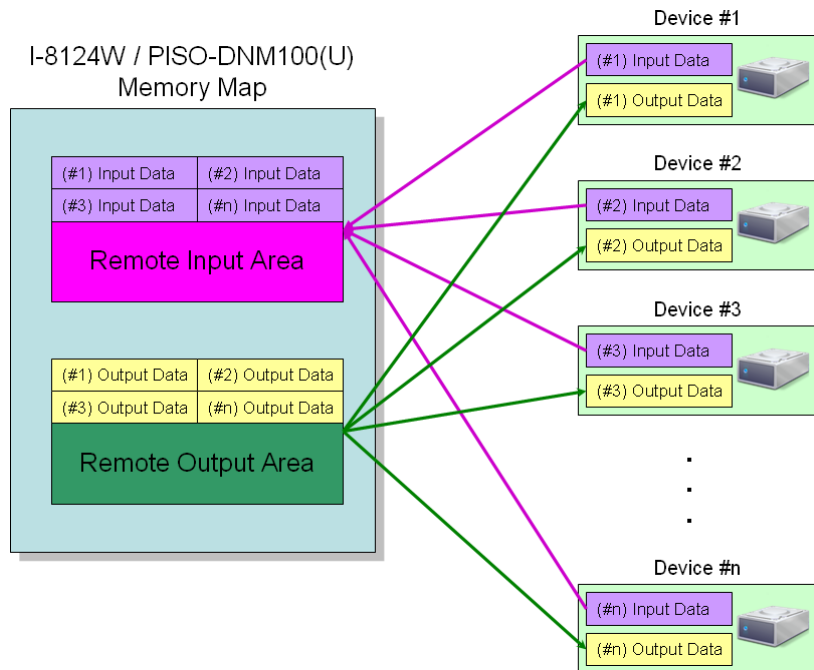 I-8124W / PISO-DNM100(U)
Memory Map
(#1) Input Data (#2) Input Data
(#3) Input Data (#n) Input Data
Remote Input Area
(#1) Output Data (#2) Output Data
(#3) Output Data (#n) Output Data
Remote Output Area
Device #1
(#1) Input Data
(#1) Output Data
Device #2
(#2) Input Data
(#2) Output Data
Device #3
(#3) Input Data
(#3) Output Data
.
.
.
Device #n
(#n) Input Data
(#n) Output Data